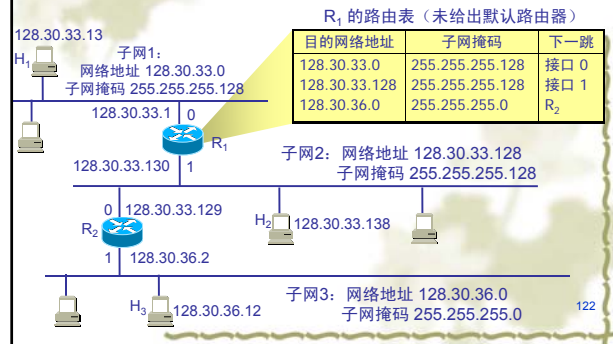 R₁ 的路由表（未给出默认路由器）
目的网络地址 子网掩码 下一跳
128.30.33.0 255.255.255.128 接口 0
128.30.33.128 255.255.255.128 接口 1
128.30.36.0 255.255.255.0 R₂
128.30.33.13
H₁
子网1：
网络地址 128.30.33.0
子网掩码 255.255.255.128
128.30.33.1 0
R₁
128.30.33.130 1
子网2：网络地址 128.30.33.128
子网掩码 255.255.255.128
0 128.30.33.129
R₂
H₂ 128.30.33.138
1 128.30.36.2
H₃ 128.30.36.12
子网3：网络地址 128.30.36.0
子网掩码 255.255.255.0
122